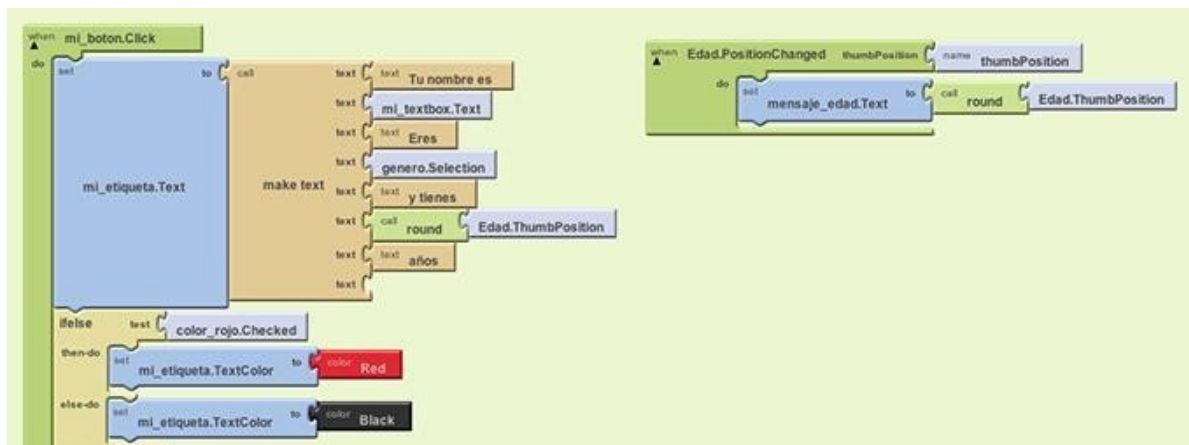 when mi_boton.Click
do set mi_etiqueta.Text to call make text
text text Tu nombre es
text mi_textbox.Text
text text Eres
text genero.Selection
text text y tienes
text call round Edad.ThumbPosition
text text años
text
ifelse test color_rojo.Checked
then-do set mi_etiqueta.TextColor to color Red
else-do set mi_etiqueta.TextColor to color Black
when Edad.PositionChanged thumbPosition name thumbPosition
do set mensaje_edad.Text to call round Edad.ThumbPosition